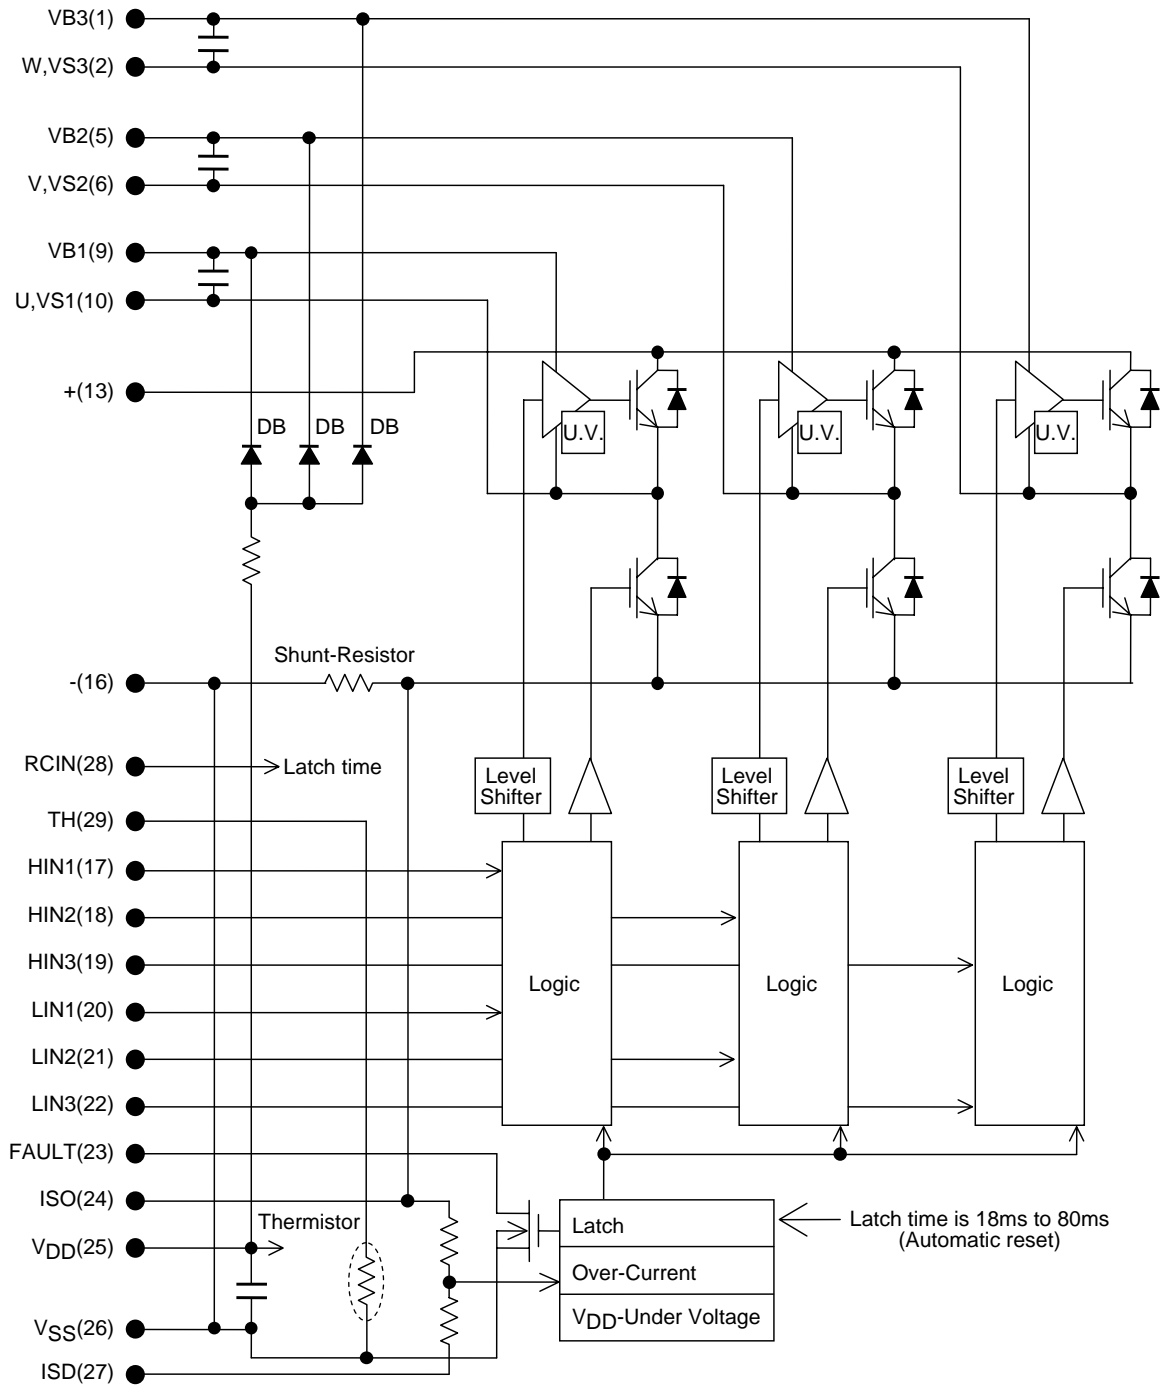 VB3(1)
W,VS3(2)
VB2(5)
V,VS2(6)
VB1(9)
U,VS1(10)
+(13)
DB
DB
DB
U.V.
U.V.
U.V.
Shunt-Resistor
-(16)
RCIN(28)
Latch time
Level
Shifter
Level
Shifter
Level
Shifter
TH(29)
HIN1(17)
HIN2(18)
HIN3(19)
Logic
Logic
Logic
LIN1(20)
LIN2(21)
LIN3(22)
FAULT(23)
ISO(24)
Thermistor
VDD(25)
Latch
Latch time is 18ms to 80ms
(Automatic reset)
Over-Current
VDD-Under Voltage
VSS(26)
ISD(27)